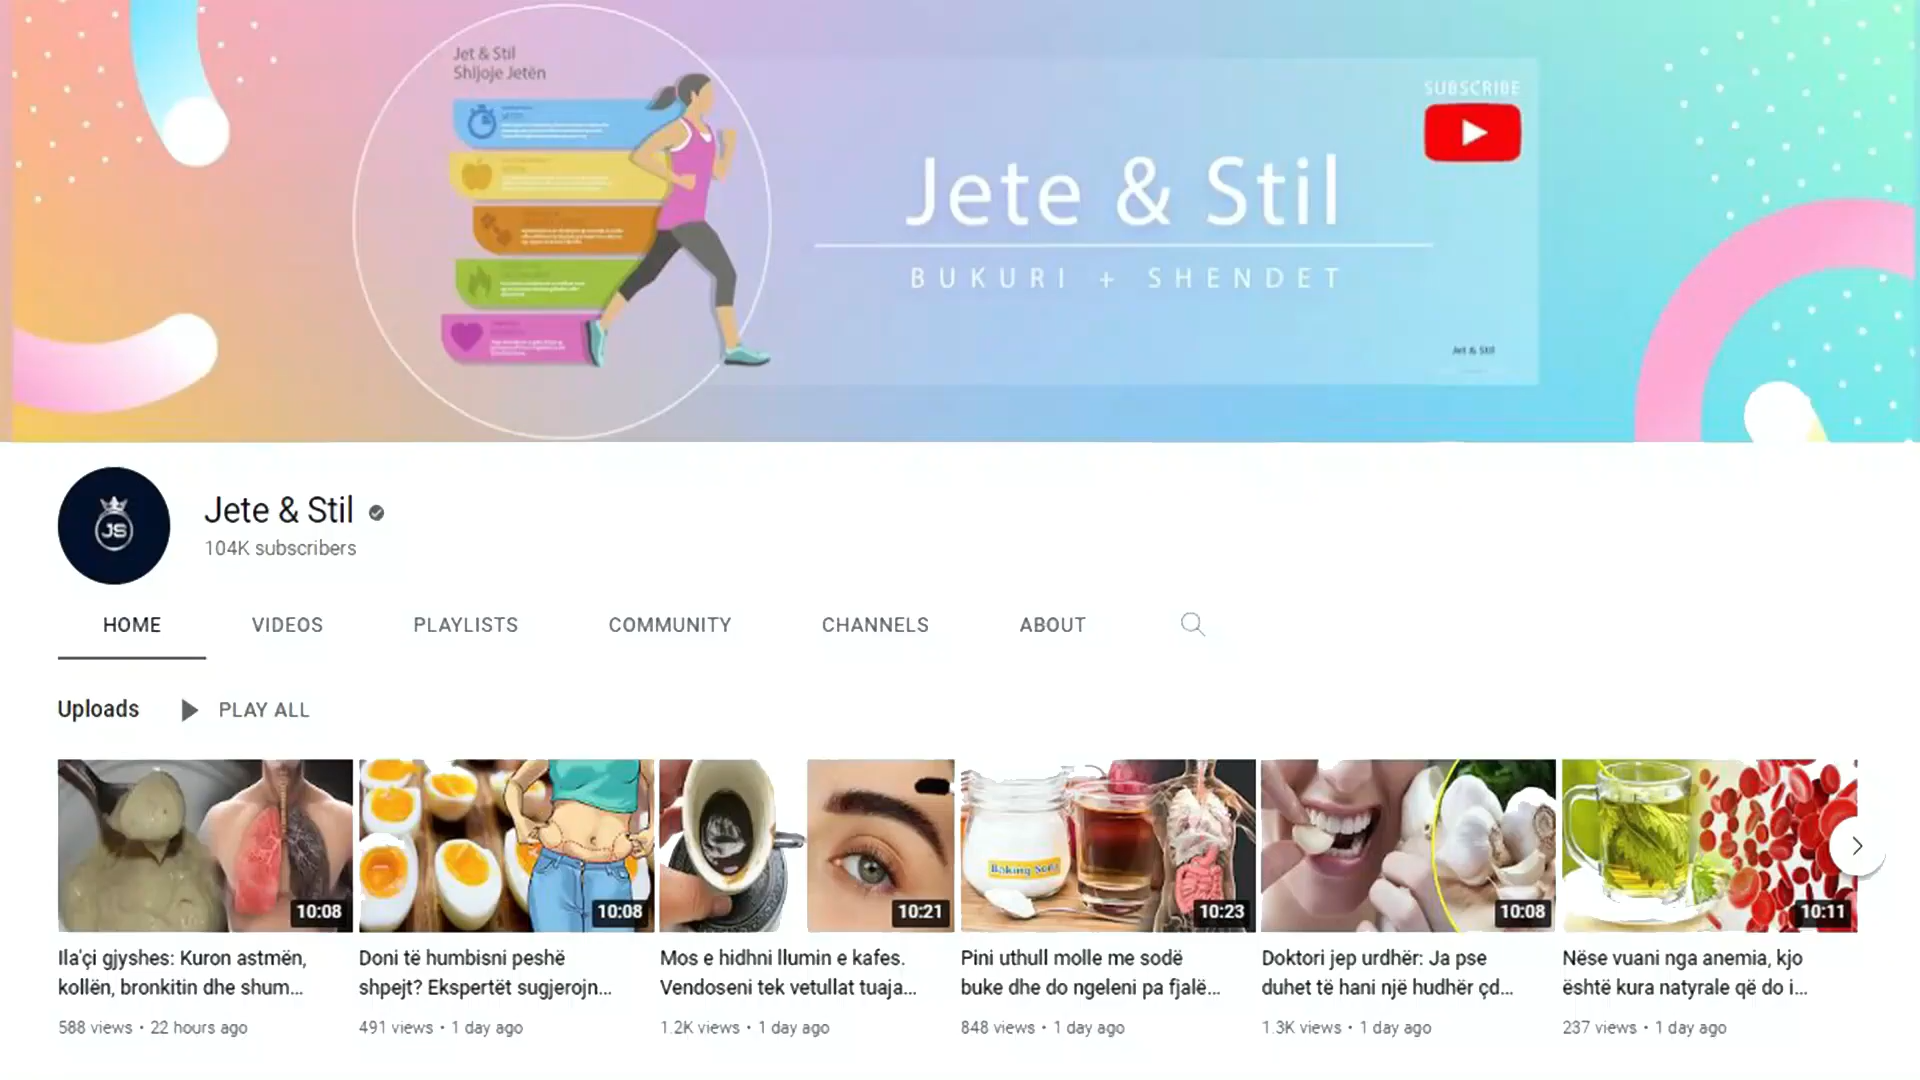 Jet & Stil
Shijoje Jetën
SUBSCRIBE
Jete & Stil
BUKURI + SHENDET
Jet & Stil
JS
Jete & Stil
104K subscribers
HOME VIDEOS PLAYLISTS COMMUNITY CHANNELS ABOUT
Uploads PLAY ALL
Baking Soda
10:08 10:08 10:21 10:23 10:08 10:11
Ila'çi gjyshes: Kuron astmën,
kollën, bronkitin dhe shum...
588 views • 22 hours ago
Doni të humbisni peshë
shpejt? Ekspertët sugjerojn...
491 views • 1 day ago
Mos e hidhni llumin e kafes.
Vendoseni tek vetullat tuaja...
1.2K views • 1 day ago
Pini uthull molle me sodë
buke dhe do ngeleni pa fjalë...
848 views • 1 day ago
Doktori jep urdhër: Ja pse
duhet të hani një hudhër çd...
1.3K views • 1 day ago
Nëse vuani nga anemia, kjo
është kura natyrale që do i...
237 views • 1 day ago